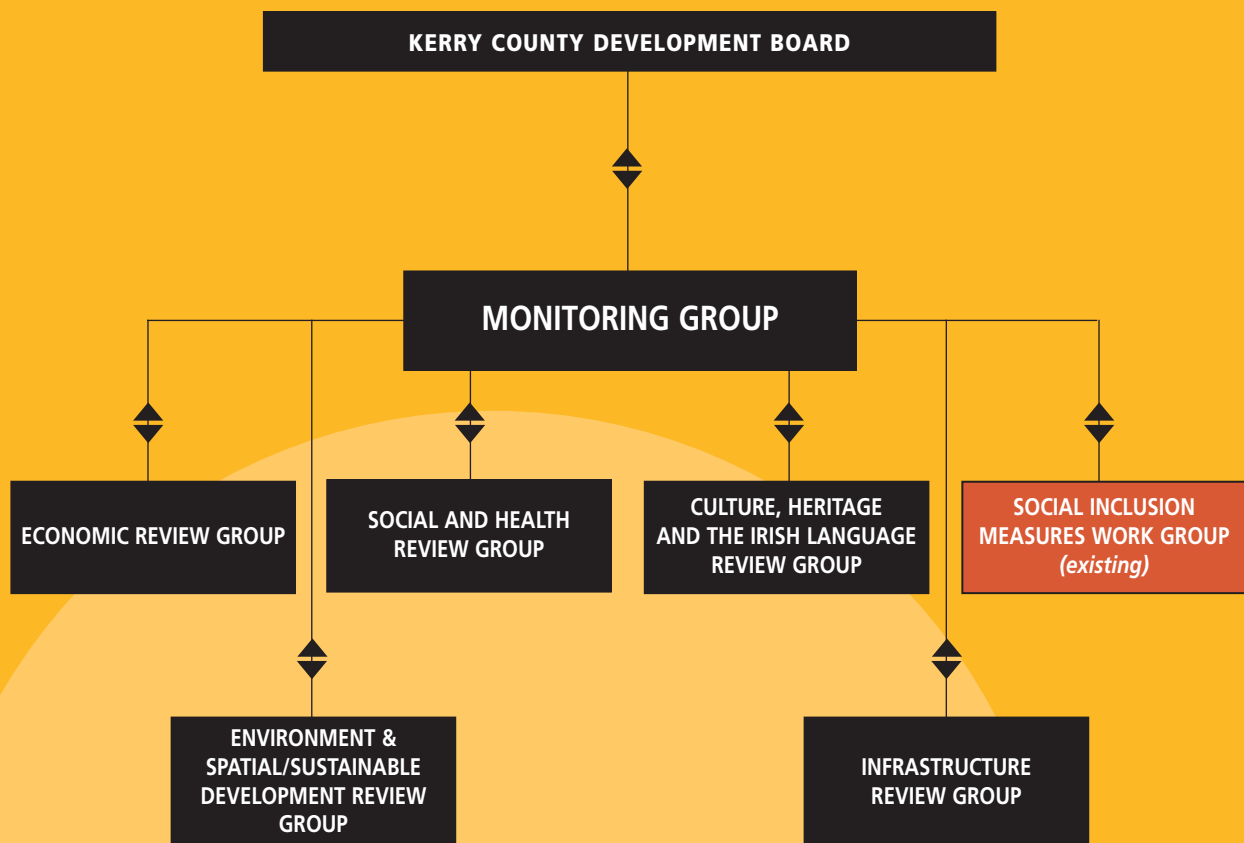 KERRY COUNTY DEVELOPMENT BOARD
MONITORING GROUP
ECONOMIC REVIEW GROUP
SOCIAL AND HEALTH
REVIEW GROUP
CULTURE, HERITAGE
AND THE IRISH LANGUAGE
REVIEW GROUP
SOCIAL INCLUSION
MEASURES WORK GROUP
(existing)
ENVIRONMENT &
SPATIAL/SUSTAINABLE
DEVELOPMENT REVIEW
GROUP
INFRASTRUCTURE
REVIEW GROUP